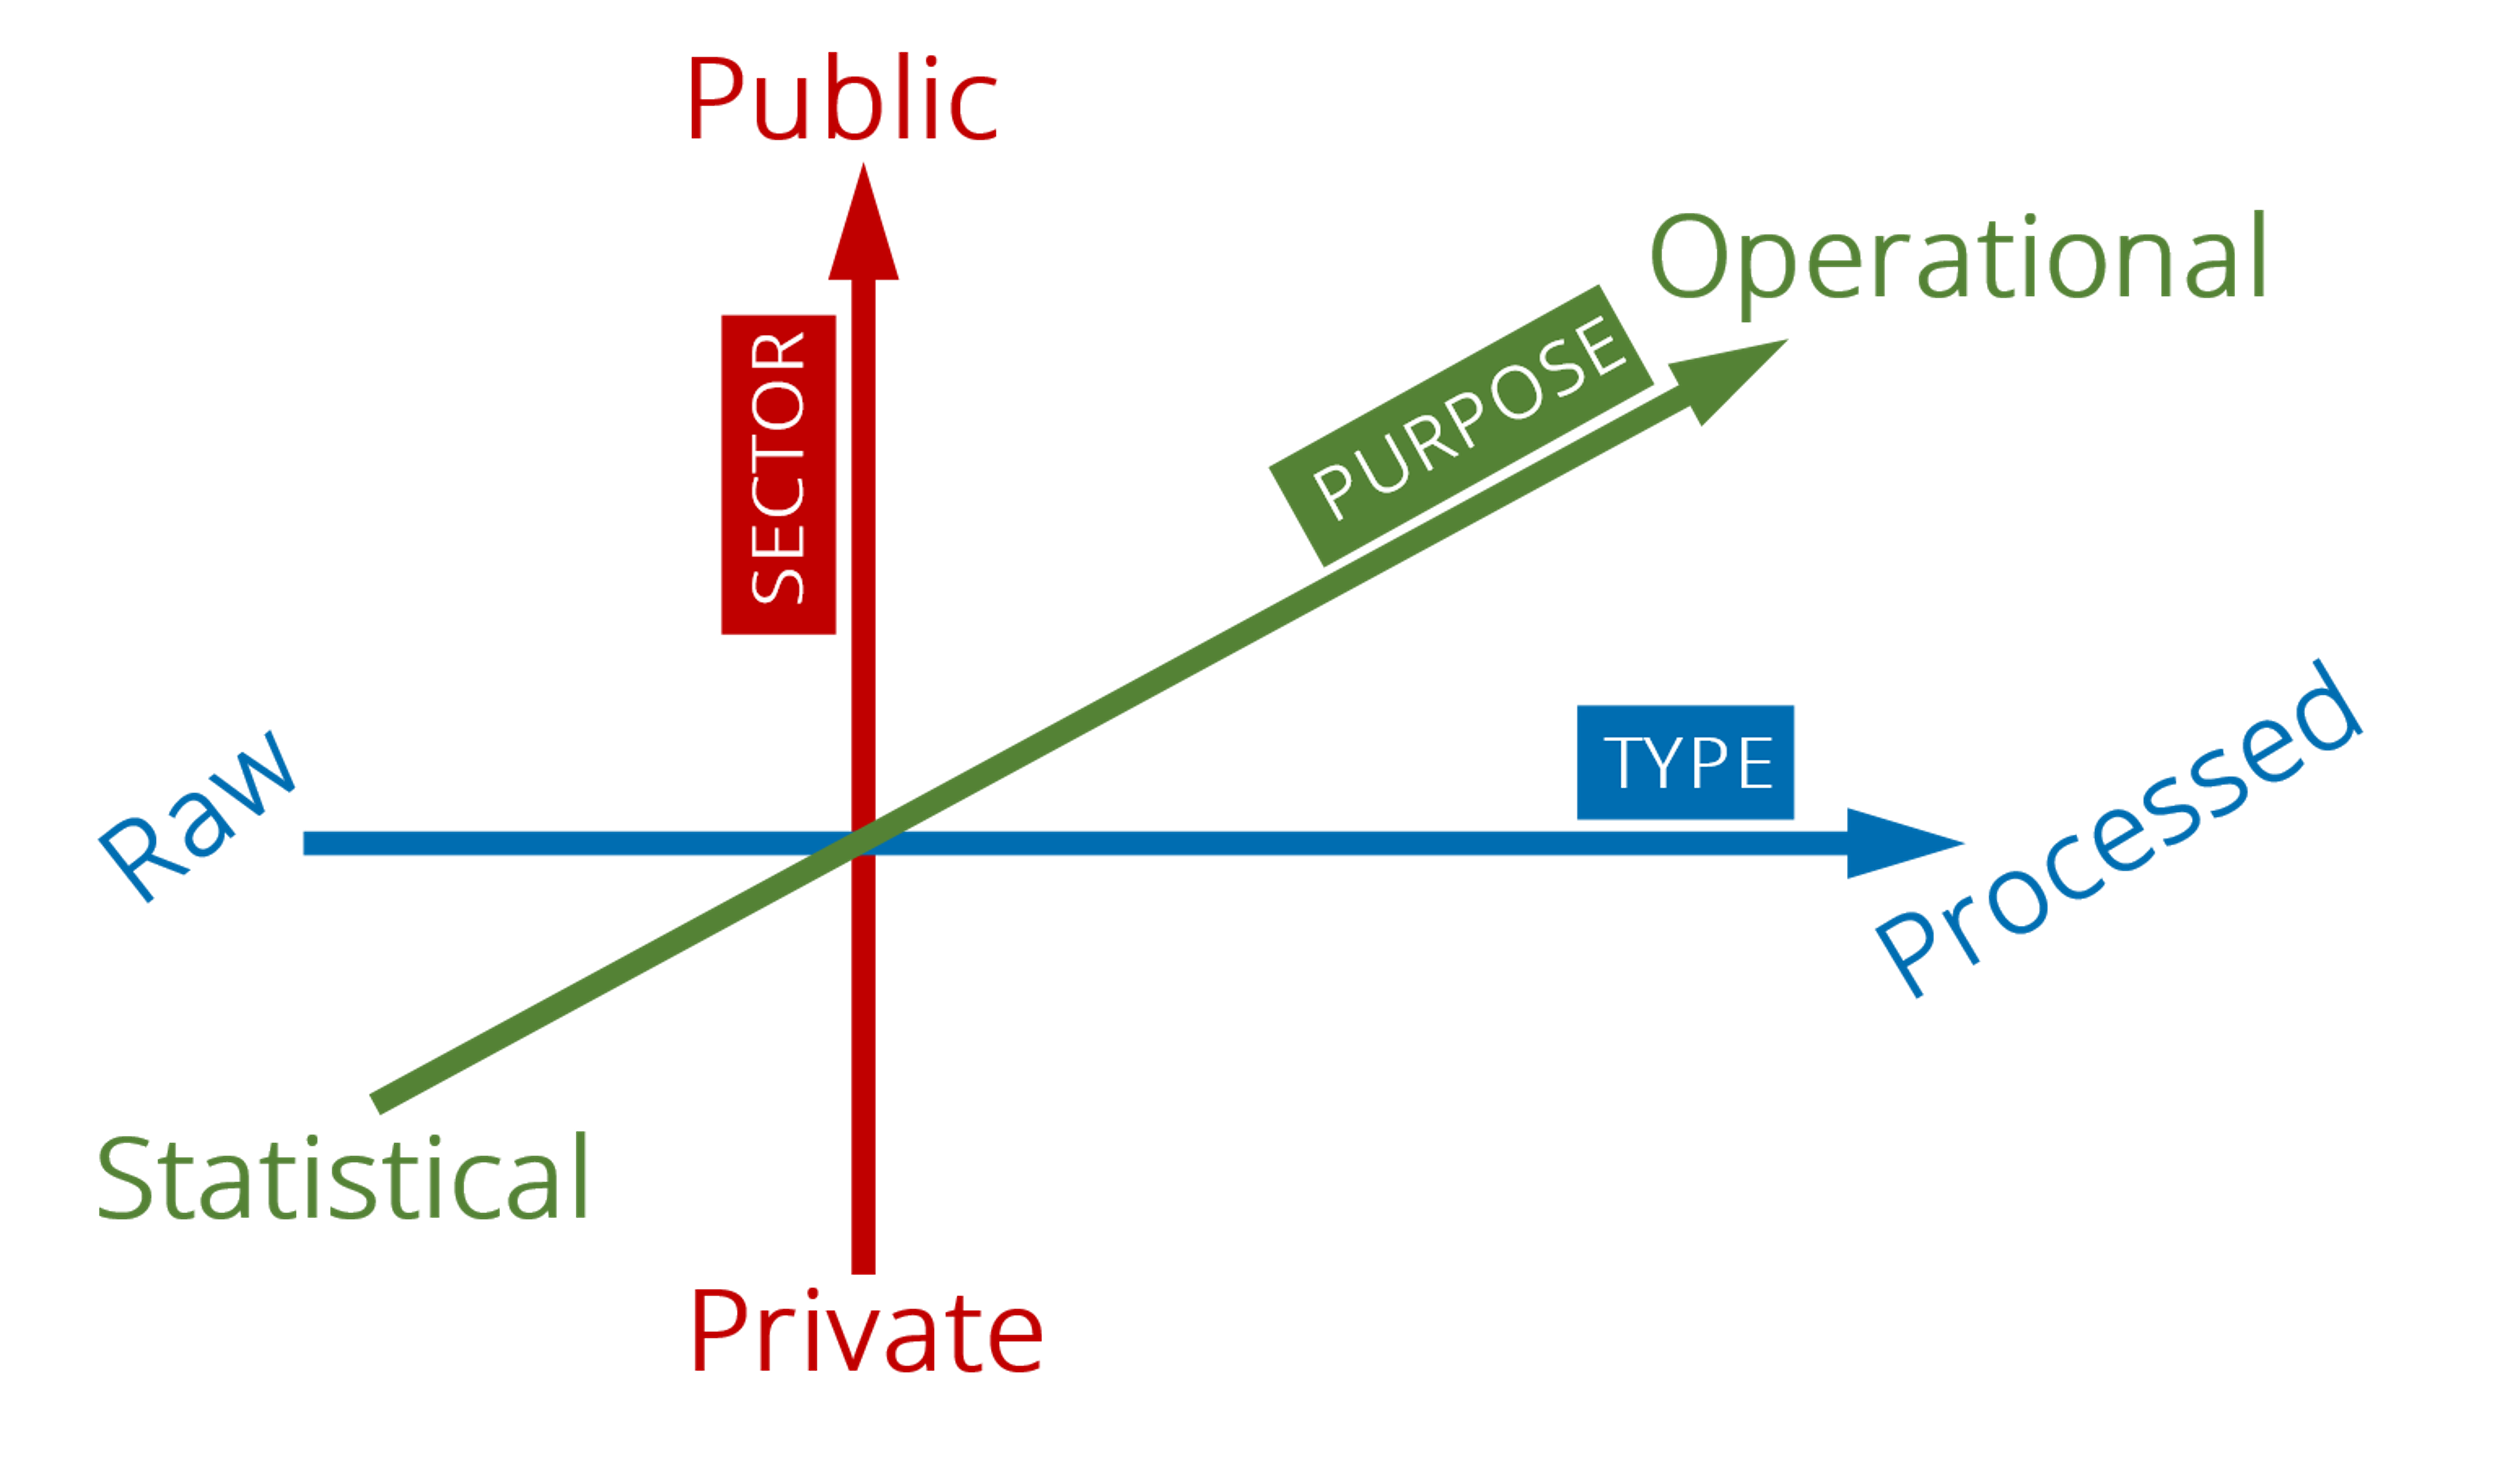 Public
Operational
SECTOR
PURPOSE
TYPE
Raw
Processed
Statistical
Private